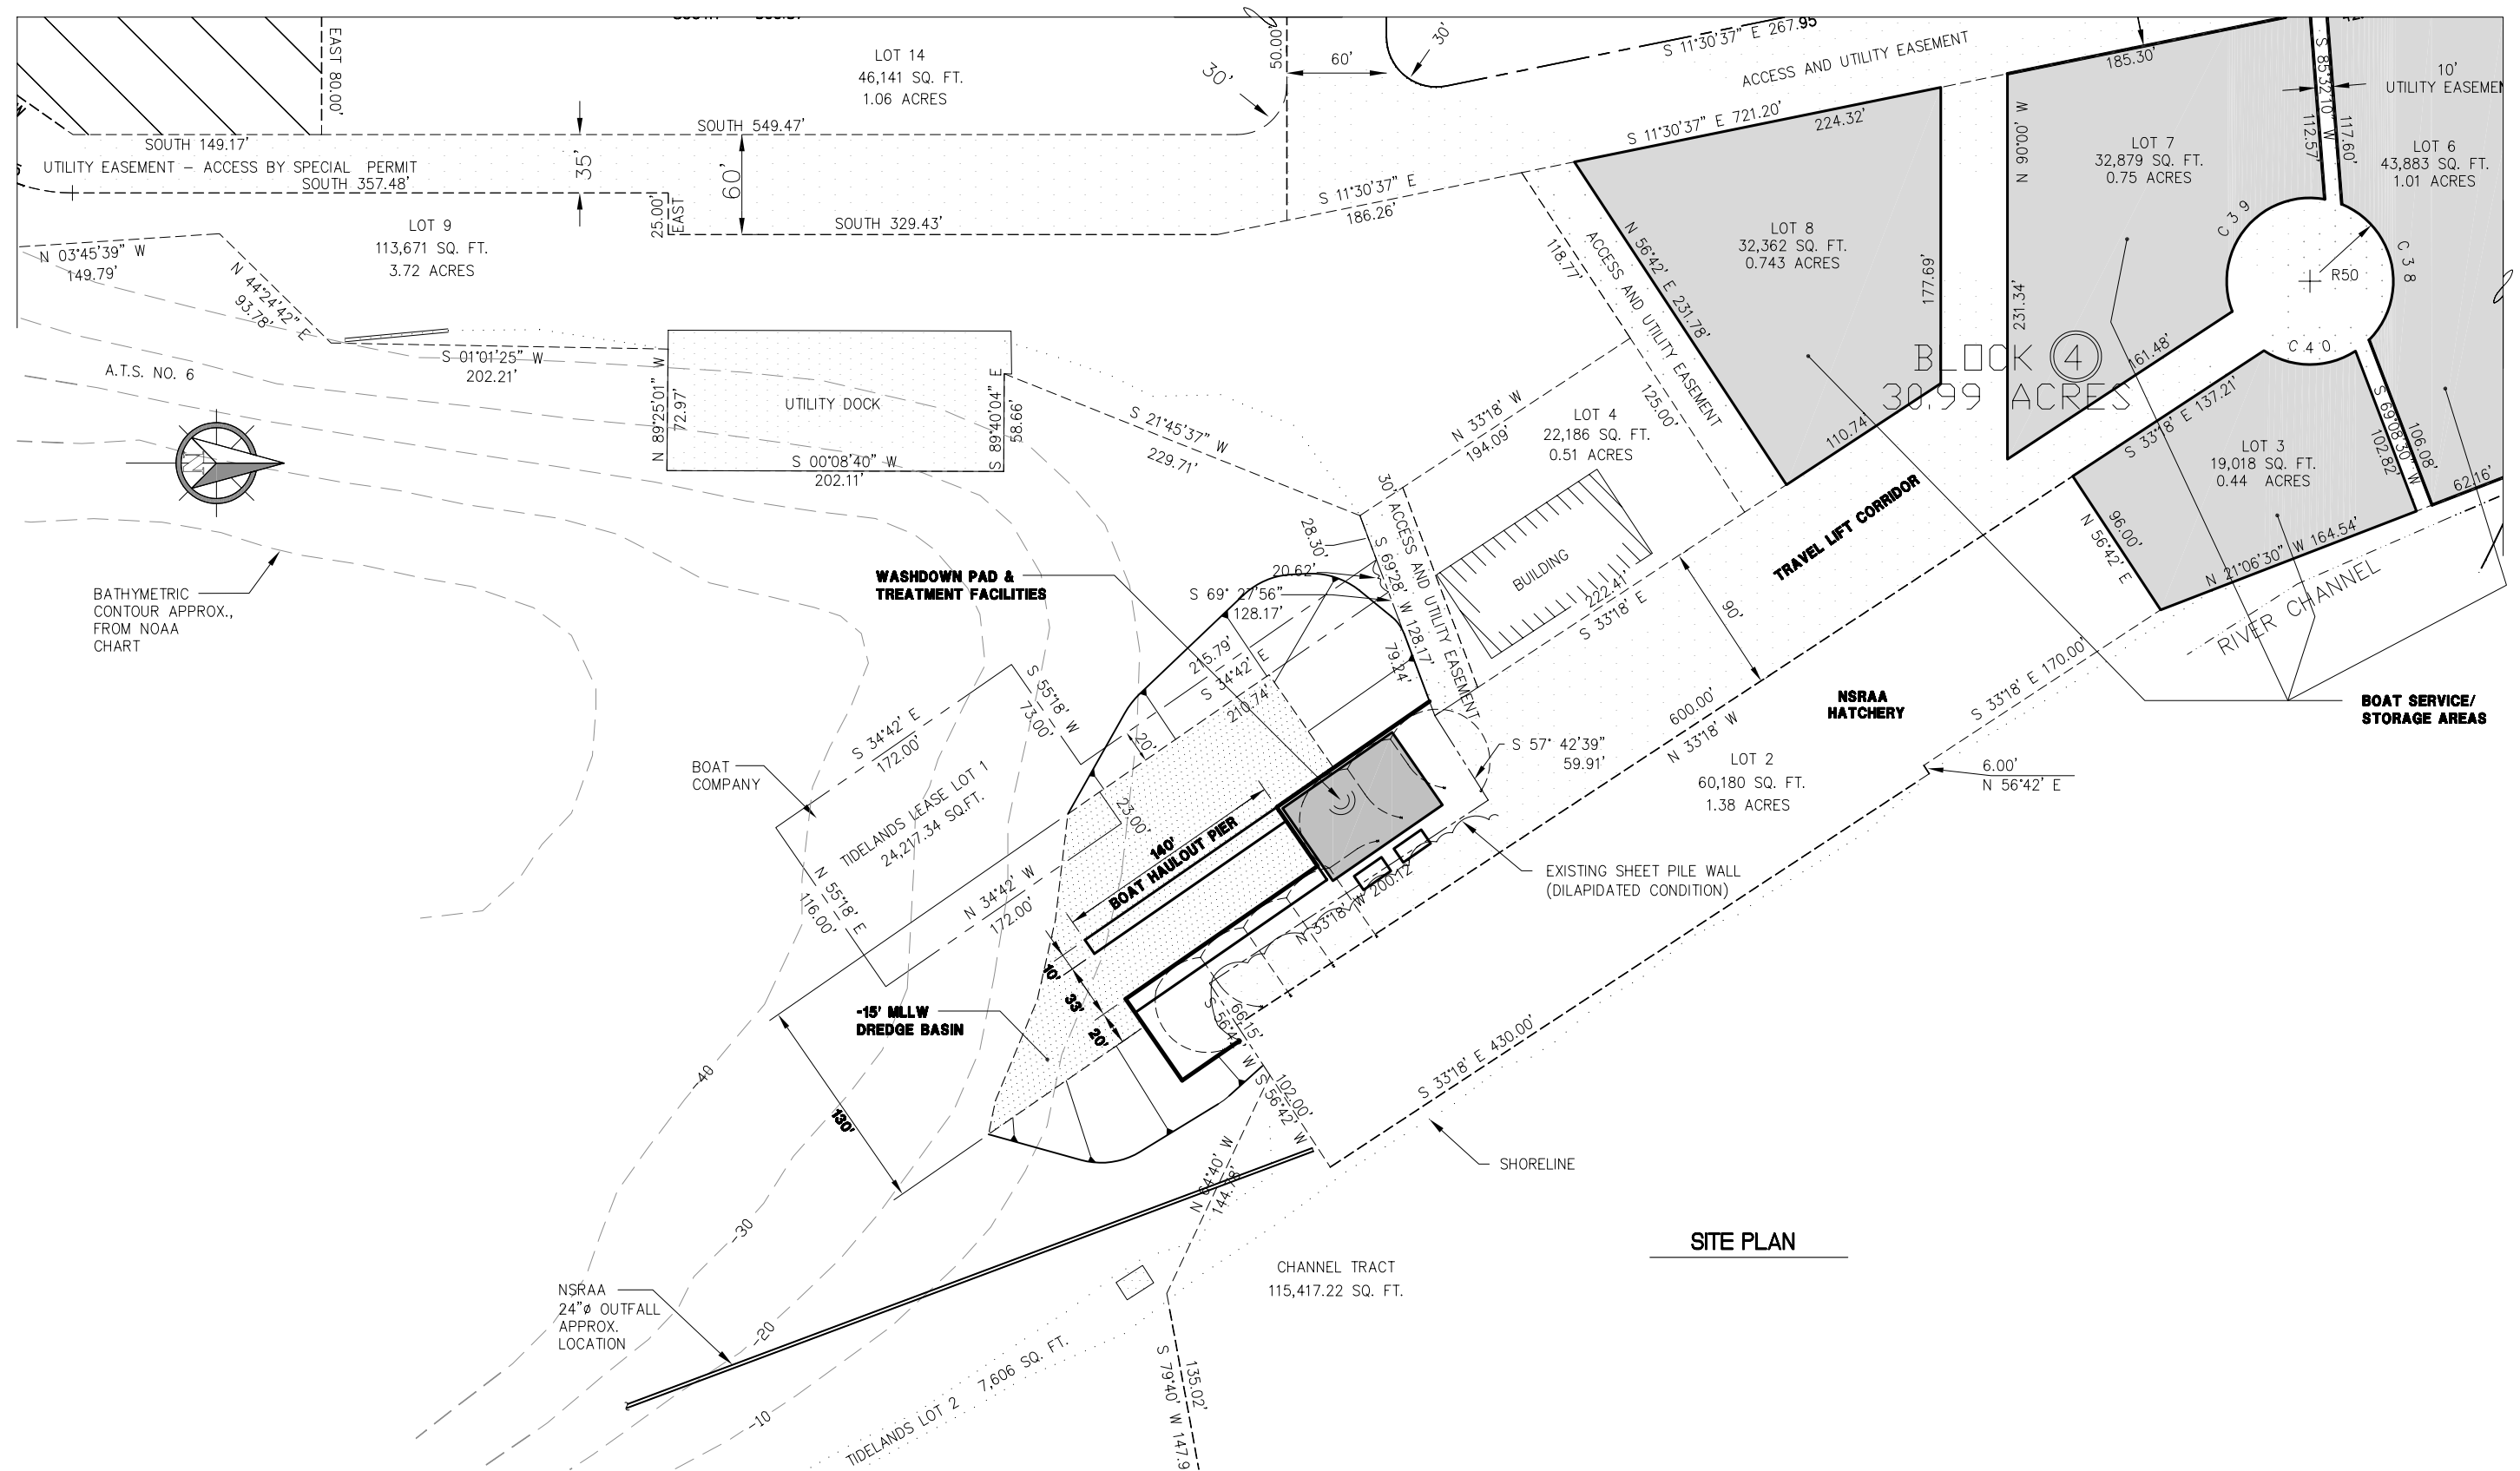 EAST 80.00'
LOT 14
46,141 SQ. FT.
1.06 ACRES
30'
50.00'
60'
30'
S 11°30'37" E 267.95
ACCESS AND UTILITY EASEMENT
185.30'
S 85°32'10" W
112.57'
117.60'
10'
UTILITY EASEMEN
SOUTH 149.17'
UTILITY EASEMENT – ACCESS BY SPECIAL PERMIT
SOUTH 357.48'
35'
SOUTH 549.47'
60'
25.00'
EAST
SOUTH 329.43'
S 11°30'37" E
186.26'
S 11°30'37" E 721.20'
224.32'
LOT 9
113,671 SQ. FT.
3.72 ACRES
N 03°45'39" W
149.79'
N 44°24'42" E
93.78'
A.T.S. NO. 6
S 01°01'25" W
202.21'
N 89°25'01" W
72.97'
UTILITY DOCK
S 89°40'04" E
58.66'
S 00°08'40" W
202.11'
S 21°45'37" W
229.71'
118.77'
ACCESS AND UTILITY EASEMENT
125.00'
N 56°42' E 231.78'
LOT 8
32,362 SQ. FT.
0.743 ACRES
177.69'
110.74'
N 90.00' W
231.34'
LOT 7
32,879 SQ. FT.
0.75 ACRES
161.48'
LOT 6
43,883 SQ. FT.
1.01 ACRES
C39
C38
R50
C40
BLOCK 4
30.99 ACRES
S 33°18' E 137.21'
LOT 3
19,018 SQ. FT.
0.44 ACRES
96.00'
N 56°42' E
N 21°06'30" W 164.54'
102.82'
S 69°08'30" W
106.08'
62.16'
RIVER CHANNEL
N 33°18' W
194.09'
LOT 4
22,186 SQ. FT.
0.51 ACRES
30' ACCESS AND UTILITY EASEMENT
28.30'
S 69°28' W 128.17'
20.62'
S 69° 27'56"
128.17'
79.24'
BUILDING
222.41'
S 33°18' E
90'
TRAVEL LIFT CORRIDOR
BATHYMETRIC
CONTOUR APPROX.,
FROM NOAA
CHART
WASHDOWN PAD &
TREATMENT FACILITIES
215.79'
S 34°42' E
210.74'
20'
S 55°18' W
73.00'
S 34°42' E
172.00'
BOAT
COMPANY
TIDELANDS LEASE LOT 1
24,217.34 SQ.FT.
23.00'
N 34°42' W
172.00'
N 55°18' E
116.00'
140'
BOAT HAULOUT PIER
10'
33'
20'
130'
-15' MLLW
DREDGE BASIN
S 57° 42'39"
59.91'
EXISTING SHEET PILE WALL
(DILAPIDATED CONDITION)
N 33°18' W 200.12'
600.00'
N 33°18' W
NSRAA
HATCHERY
LOT 2
60,180 SQ. FT.
1.38 ACRES
S 33°18' E 170.00'
6.00'
N 56°42' E
BOAT SERVICE/
STORAGE AREAS
66.15'
102.00'
S 56°42' W
S 33°18' E 430.00'
SHORELINE
N 64°40' W
144.78'
SITE PLAN
CHANNEL TRACT
115,417.22 SQ. FT.
NSRAA
24"ø OUTFALL
APPROX.
LOCATION
-40
-30
-20
-10
TIDELANDS LOT 2 7,606 SQ. FT.
135.02'
S 79°40' W 147.9